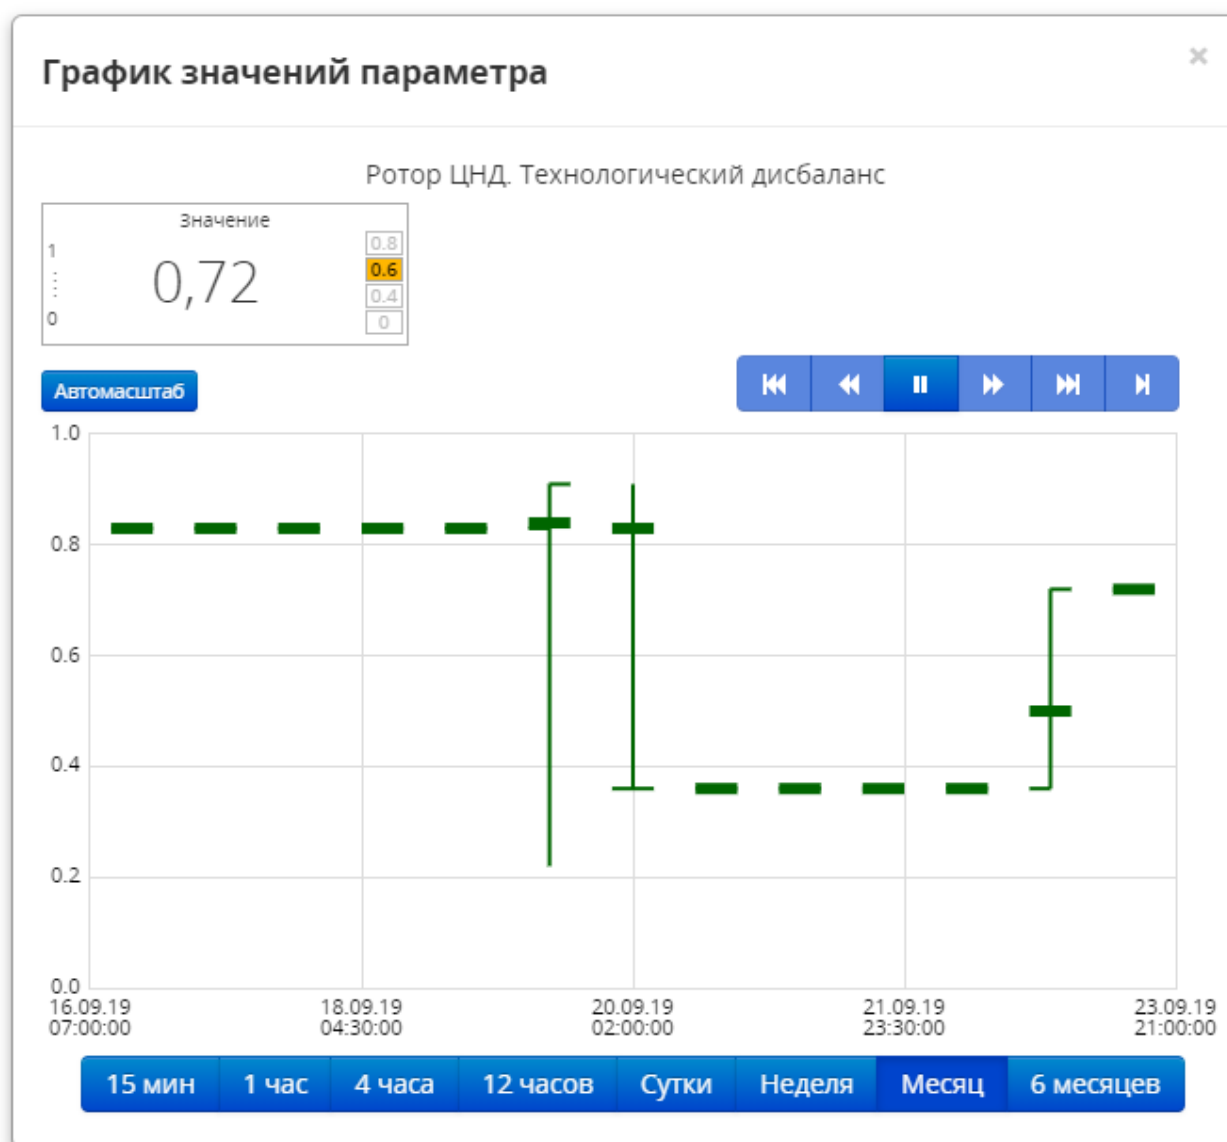 График значений параметра
×
Ротор ЦНД. Технологический дисбаланс
Значение
1
0,72
0
0.8
0.6
0.4
0
Автомасштаб
1.0
0.8
0.6
0.4
0.2
0.0
16.09.19 18.09.19 20.09.19 21.09.19 23.09.19
07:00:00 04:30:00 02:00:00 23:30:00 21:00:00
15 мин 1 час 4 часа 12 часов Сутки Неделя Месяц 6 месяцев